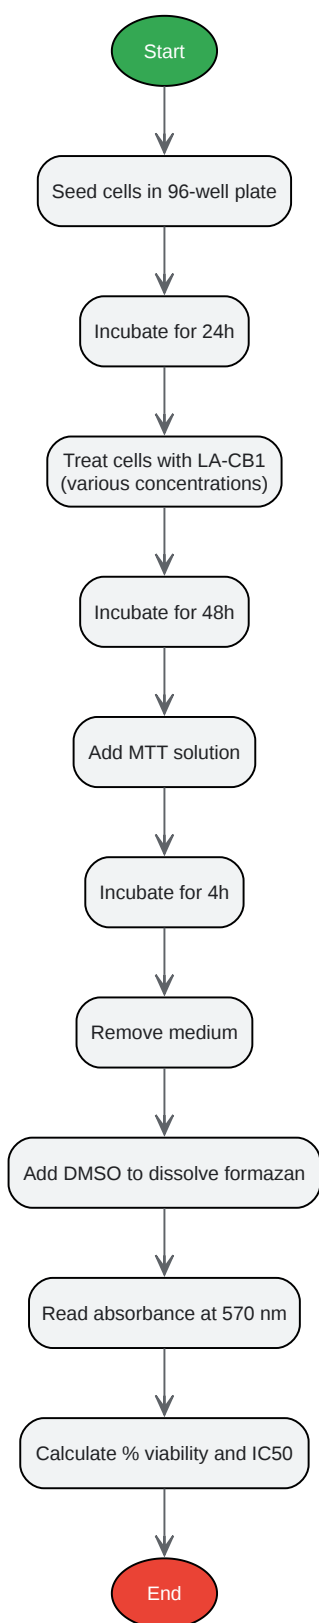 Start
Seed cells in 96-well plate
Incubate for 24h
Treat cells with LA-CB1
(various concentrations)
Incubate for 48h
Add MTT solution
Incubate for 4h
Remove medium
Add DMSO to dissolve formazan
Read absorbance at 570 nm
Calculate % viability and IC50
End